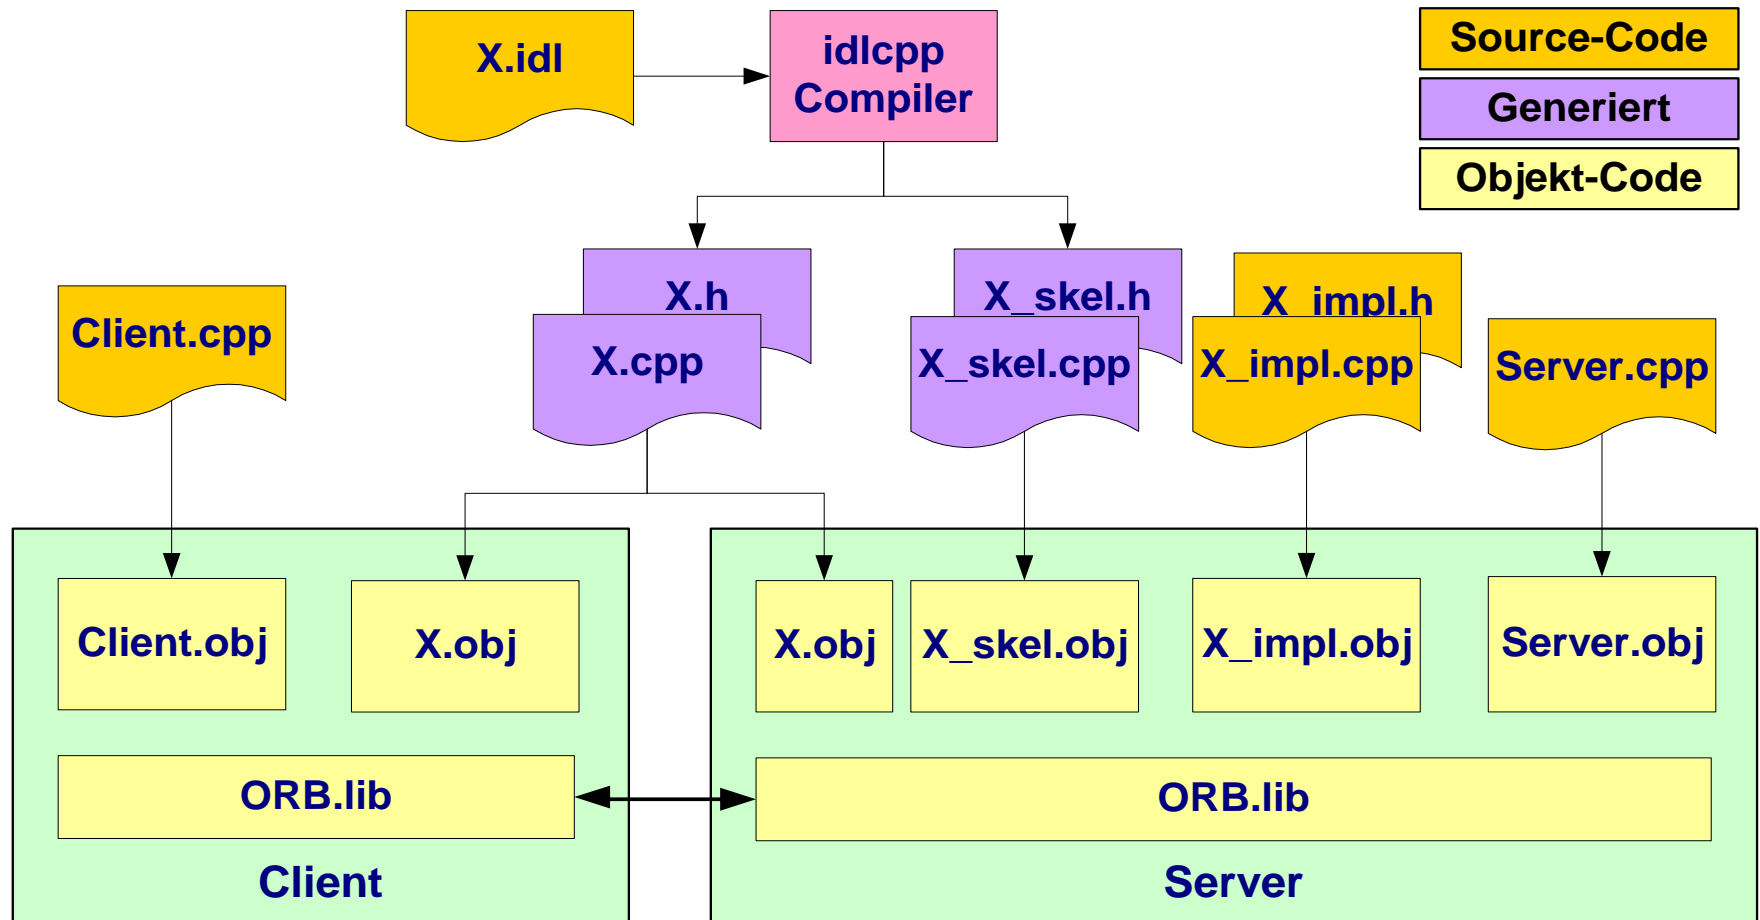 X.idl
idlcpp
Compiler
Source-Code
Generiert
Objekt-Code
Client.cpp
X.h
X.cpp
X_skel.h
X_skel.cpp
X_impl.h
X_impl.cpp
Server.cpp
Client.obj
X.obj
X.obj
X_skel.obj
X_impl.obj
Server.obj
ORB.lib
ORB.lib
Client
Server